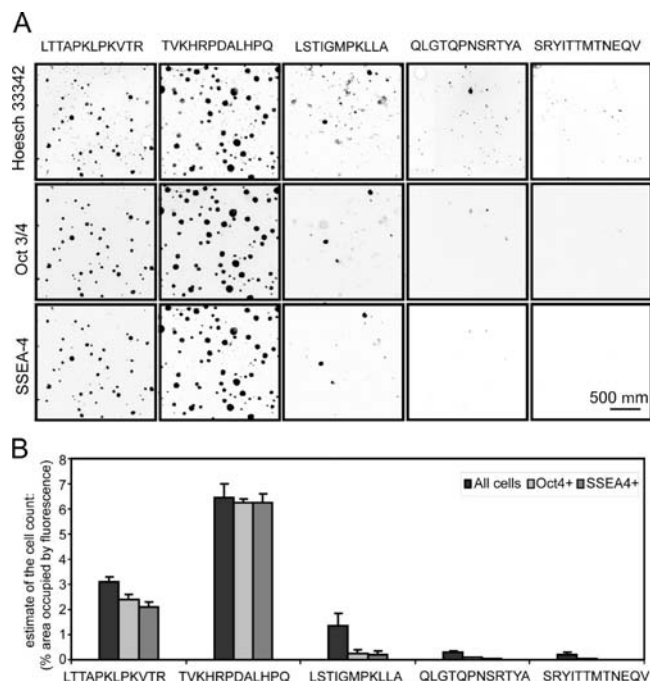 A
LTTAPKLPKVTR TVKHRPDALHPQ LSTIGMPKLLA QLGTQPNSRTYA SRYITTMTNEQV
Hoesch 33342
Oct 3/4
SSEA-4
500 mm
B
estimate of the cell count:
(% area occupied by fluorescence)
8
7
6
5
4
3
2
1
0
All cells Oct4+ SSEA4+
LTTAPKLPKVTR TVKHRPDALHPQ LSTIGMPKLLA QLGTQPNSRTYA SRYITTMTNEQV